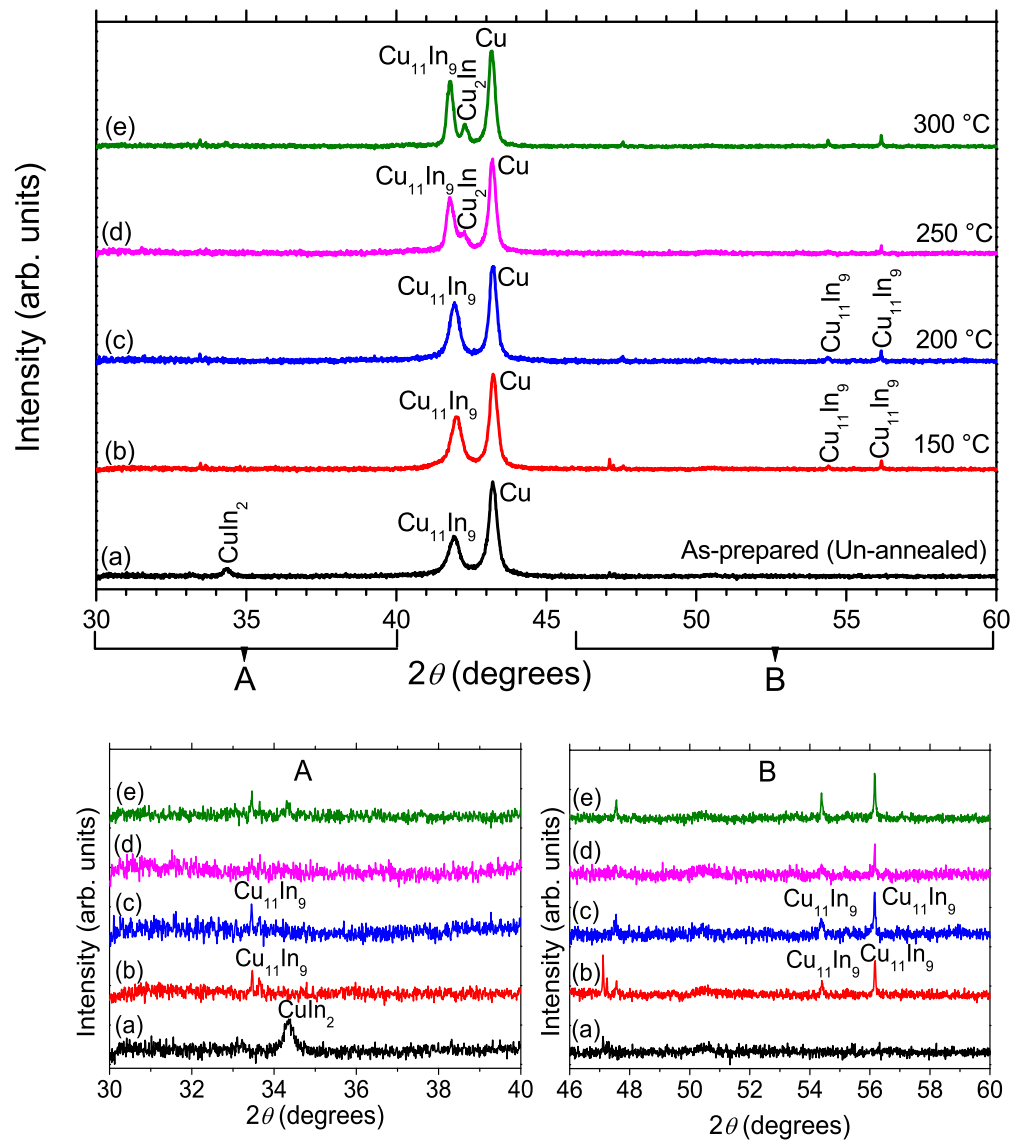 Intensity (arb. units)
Cu
Cu₁₁In₉
Cu₂In
(e)
300 °C
Cu₁₁In₉
Cu₂In
Cu
(d)
250 °C
Cu₁₁In₉
Cu
Cu₁₁In₉
Cu₁₁In₉
(c)
200 °C
Cu₁₁In₉
Cu
Cu₁₁In₉
Cu₁₁In₉
(b)
150 °C
CuIn₂
Cu₁₁In₉
Cu
(a)
As-prepared (Un-annealed)
30 35 40 45 50 55 60
A
2θ (degrees)
B
Intensity (arb. units)
A
(e)
(d)
Cu₁₁In₉
(c)
Cu₁₁In₉
(b)
CuIn₂
(a)
30 32 34 36 38 40
2θ (degrees)
Intensity (arb. units)
B
(e)
(d)
Cu₁₁In₉ Cu₁₁In₉
(c)
Cu₁₁In₉ Cu₁₁In₉
(b)
(a)
46 48 50 52 54 56 58 60
2θ (degrees)